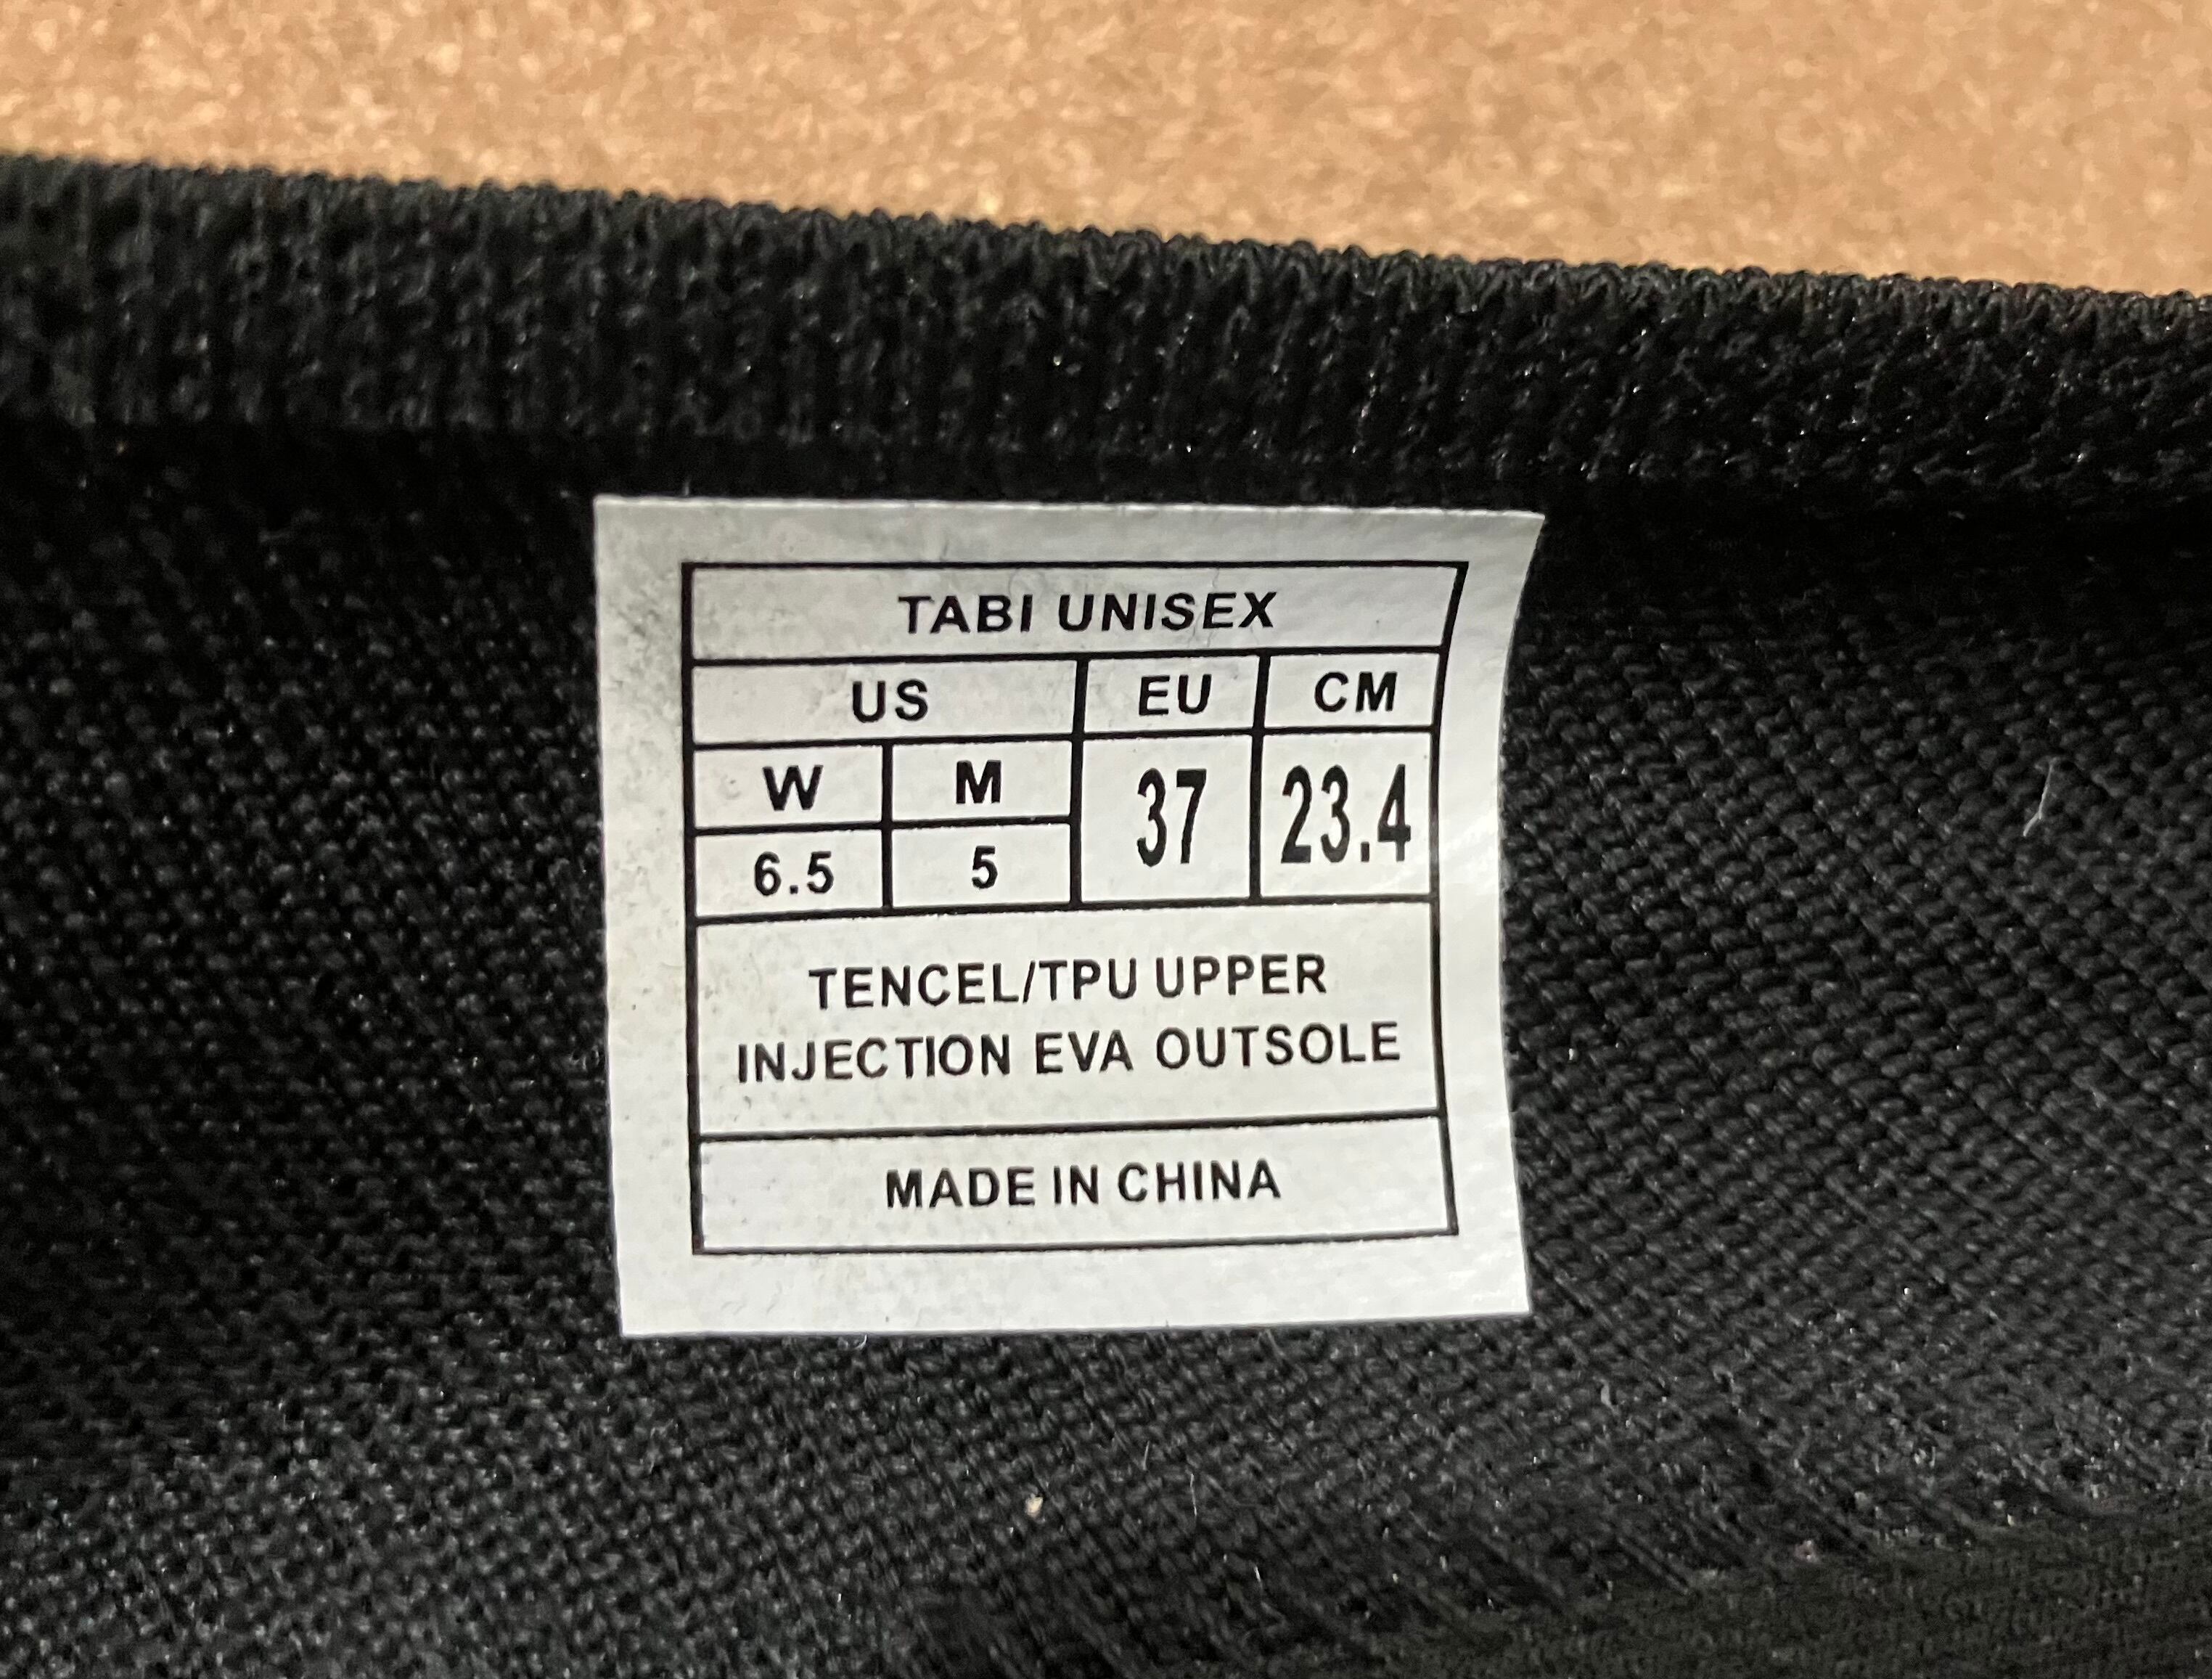 TABI UNISEX
US EU CM
W M
37 23.4
6.5 5
TENCEL/TPU UPPER
INJECTION EVA OUTSOLE
MADE IN CHINA